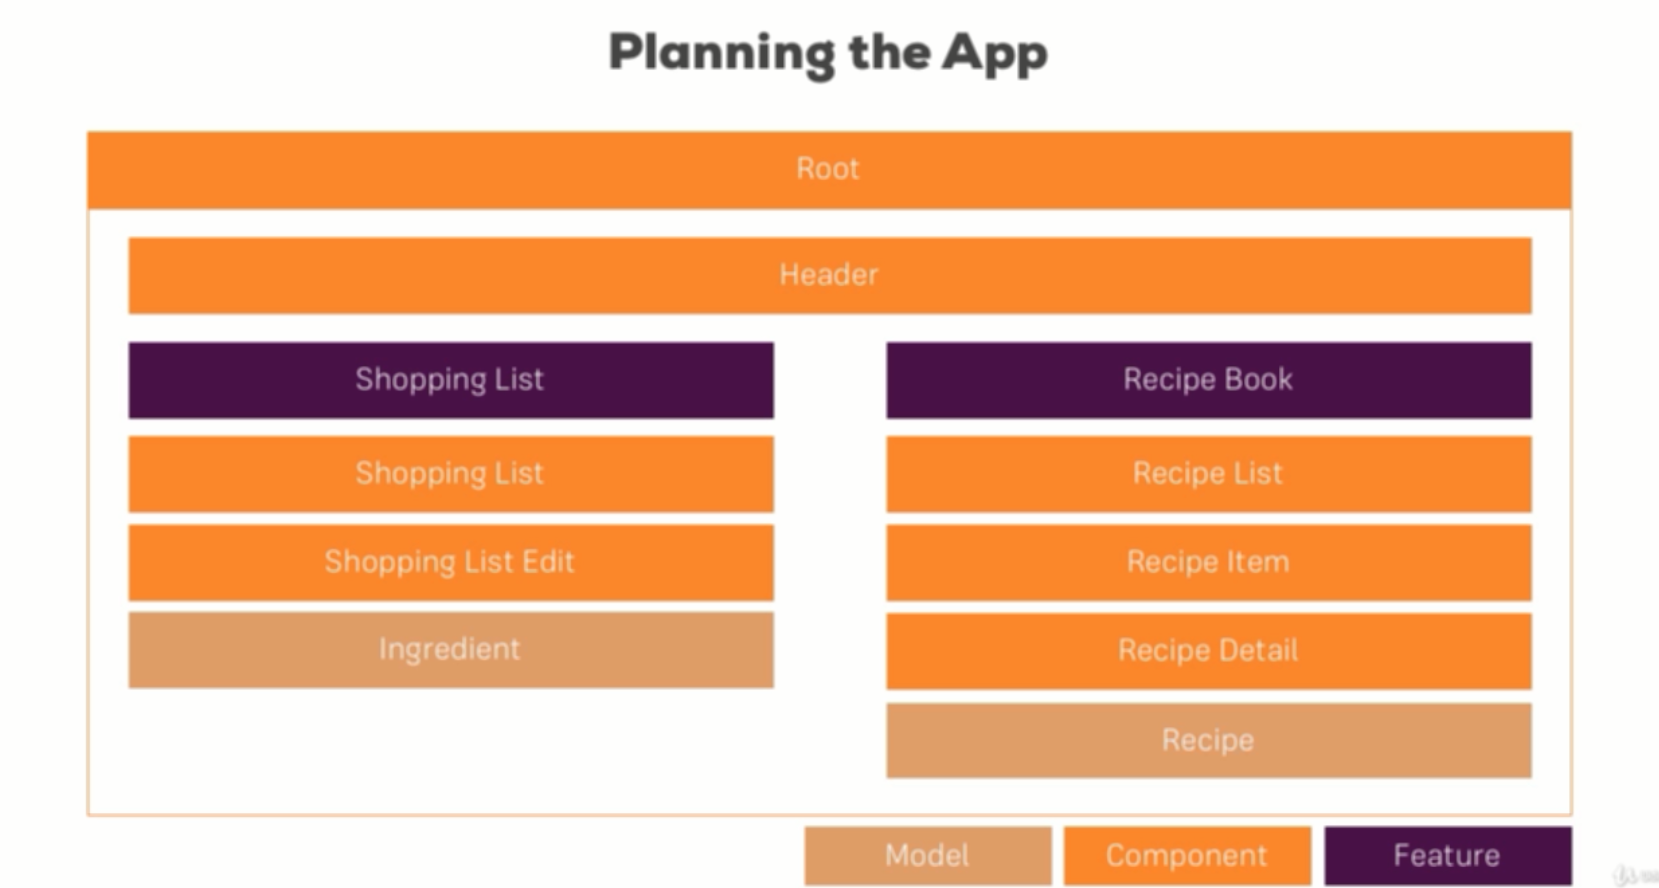 Planning the App
Root
Header
Shopping List
Shopping List
Shopping List Edit
Ingredient
Recipe Book
Recipe List
Recipe Item
Recipe Detail
Recipe
Model
Component
Feature